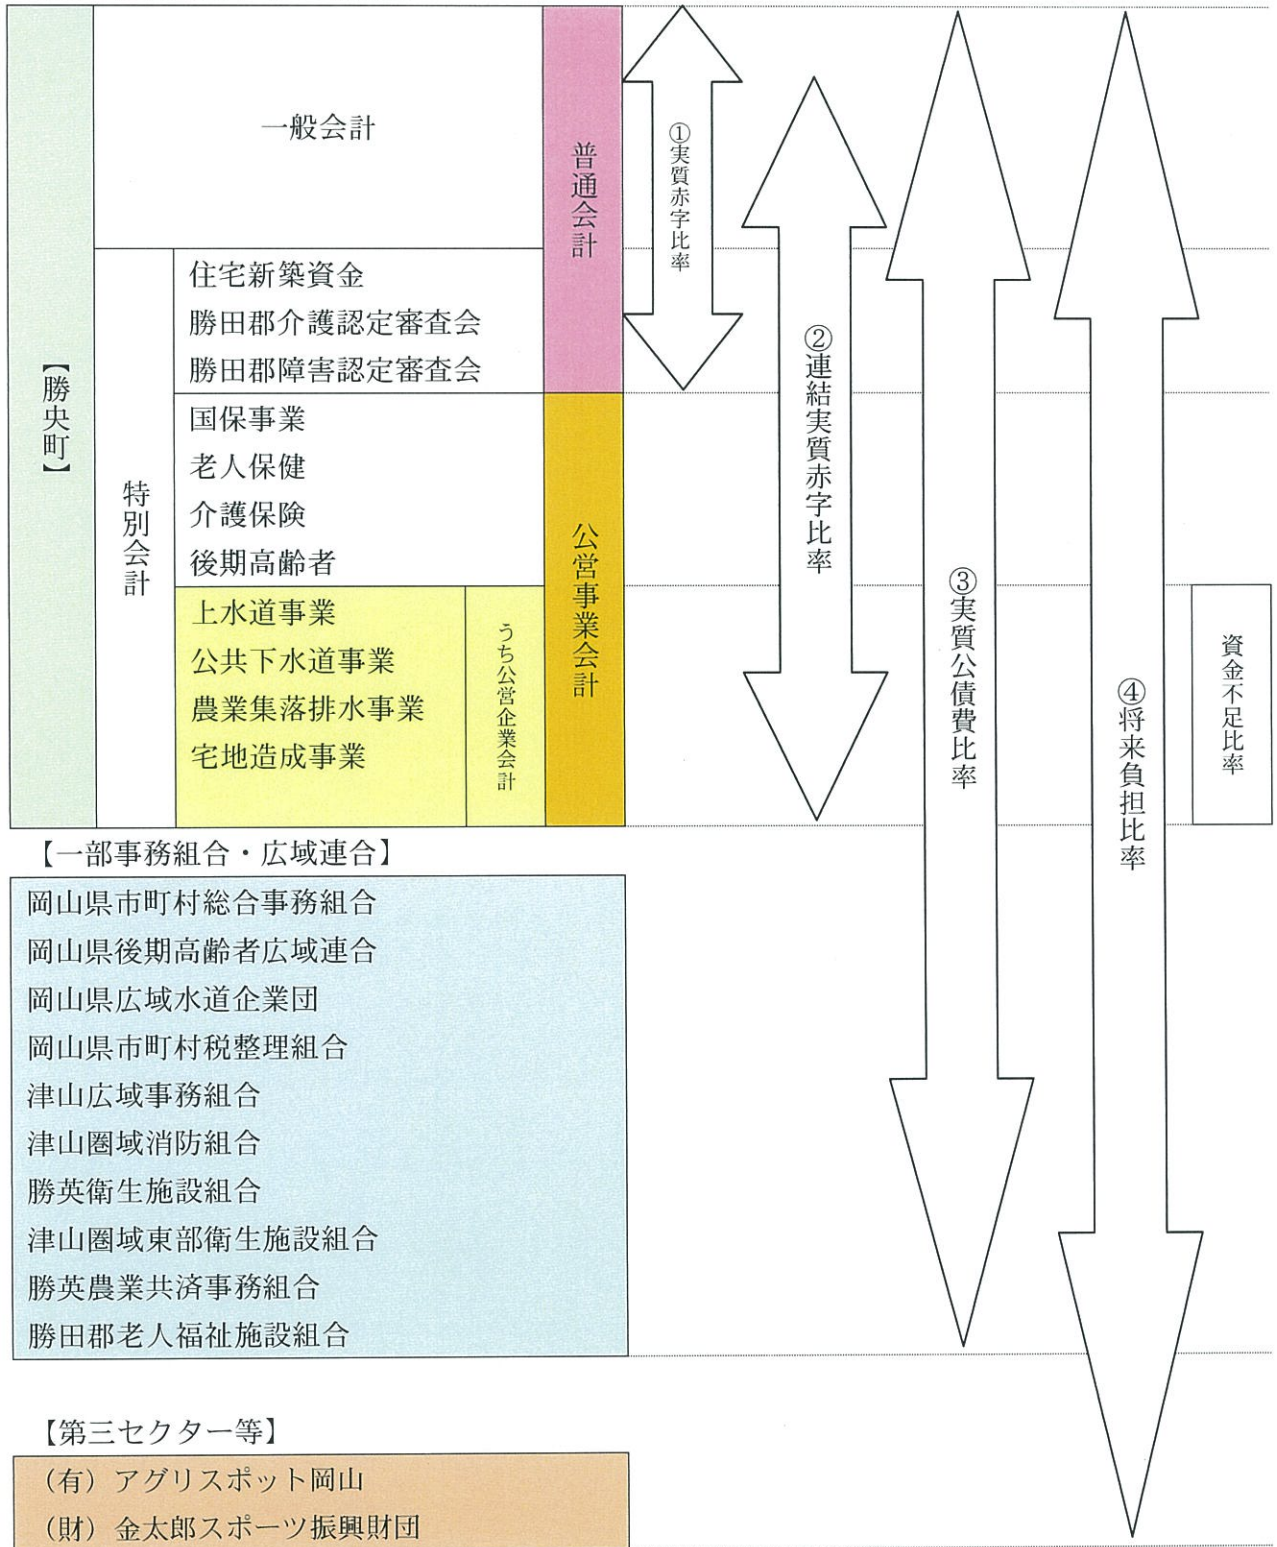 【勝央町】
一般会計
特別会計
住宅新築資金
勝田郡介護認定審査会
勝田郡障害認定審査会
国保事業
老人保健
介護保険
後期高齢者
上水道事業
公共下水道事業
農業集落排水事業
宅地造成事業
うち公営企業会計
普通会計
公営事業会計
①実質赤字比率
②連結実質赤字比率
③実質公債費比率
④将来負担比率
資金不足比率
【一部事務組合・広域連合】
岡山県市町村総合事務組合
岡山県後期高齢者広域連合
岡山県広域水道企業団
岡山県市町村税整理組合
津山広域事務組合
津山圏域消防組合
勝英衛生施設組合
津山圏域東部衛生施設組合
勝英農業共済事務組合
勝田郡老人福祉施設組合
【第三セクター等】
（有）アグリスポット岡山
（財）金太郎スポーツ振興財団